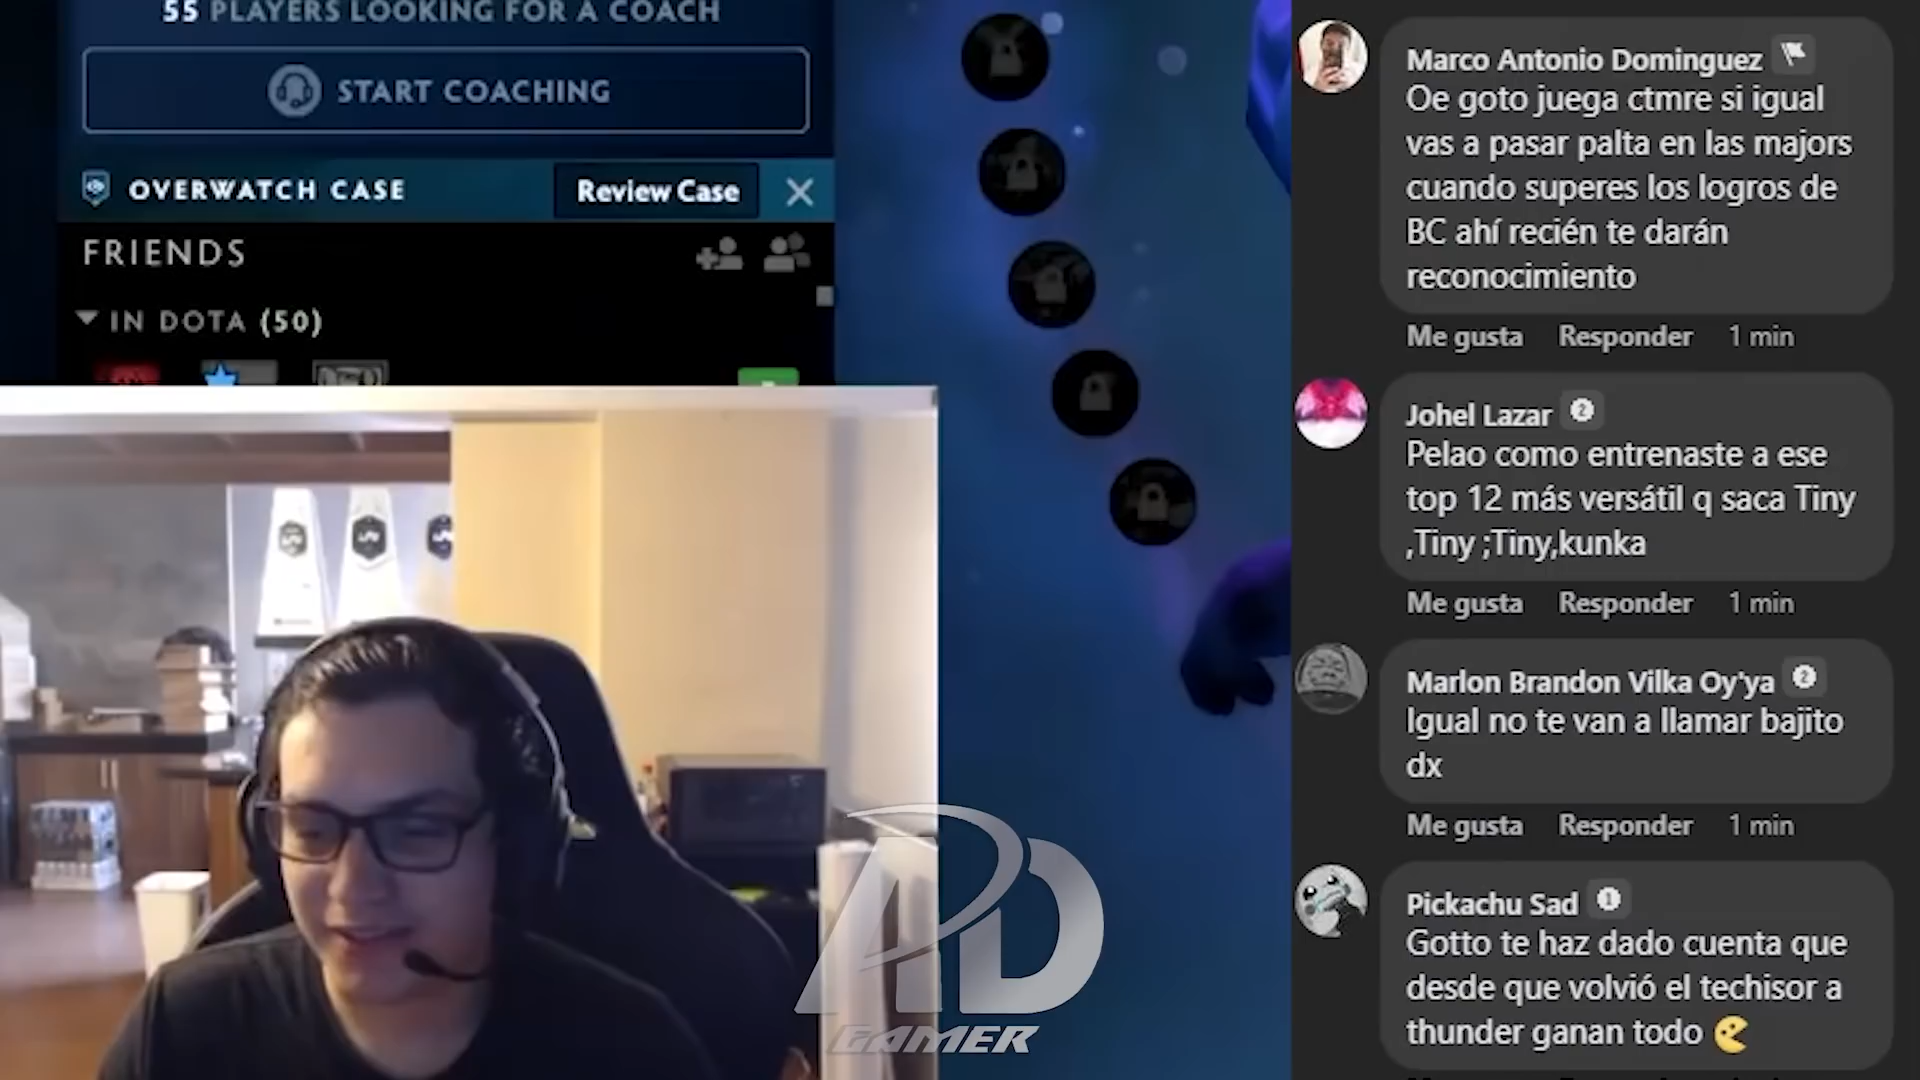 55 PLAYERS LOOKING FOR A COACH
START COACHING
OVERWATCH CASE
Review Case
FRIENDS
IN DOTA (50)
AD
GAMER
Marco Antonio Dominguez
Oe goto juega ctmre si igual
vas a pasar palta en las majors
cuando superes los logros de
BC ahí recién te darán
reconocimiento
Me gusta Responder 1 min
Johel Lazar 2
Pelao como entrenaste a ese
top 12 más versátil q saca Tiny
,Tiny ;Tiny,kunka
Me gusta Responder 1 min
Marlon Brandon Vilka Oy'ya 2
Igual no te van a llamar bajito
dx
Me gusta Responder 1 min
Pickachu Sad 1
Gotto te haz dado cuenta que
desde que volvió el techisor a
thunder ganan todo